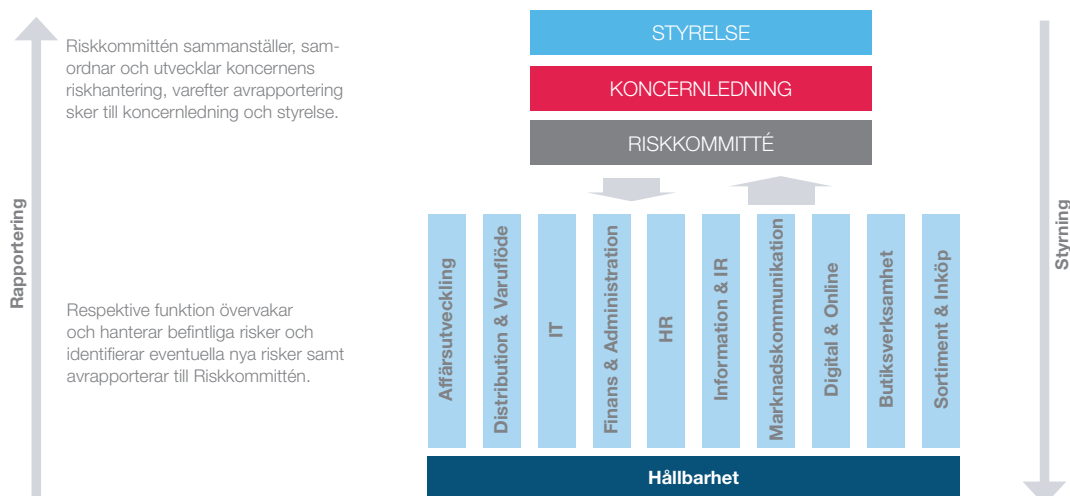 Rapportering
Riskkommittén sammanställer, sam-
ordnar och utvecklar koncernens
riskhantering, varefter avrapportering
sker till koncernledning och styrelse.
Respektive funktion övervakar
och hanterar befintliga risker och
identifierar eventuella nya risker samt
avrapporterar till Riskkommittén.
STYRELSE
KONCERNLEDNING
RISKKOMMITTÉ
Affärsutveckling
Distribution & Varuflöde
IT
Finans & Administration
HR
Information & IR
Marknadskommunikation
Digital & Online
Butiksverksamhet
Sortiment & Inköp
Hållbarhet
Styrning